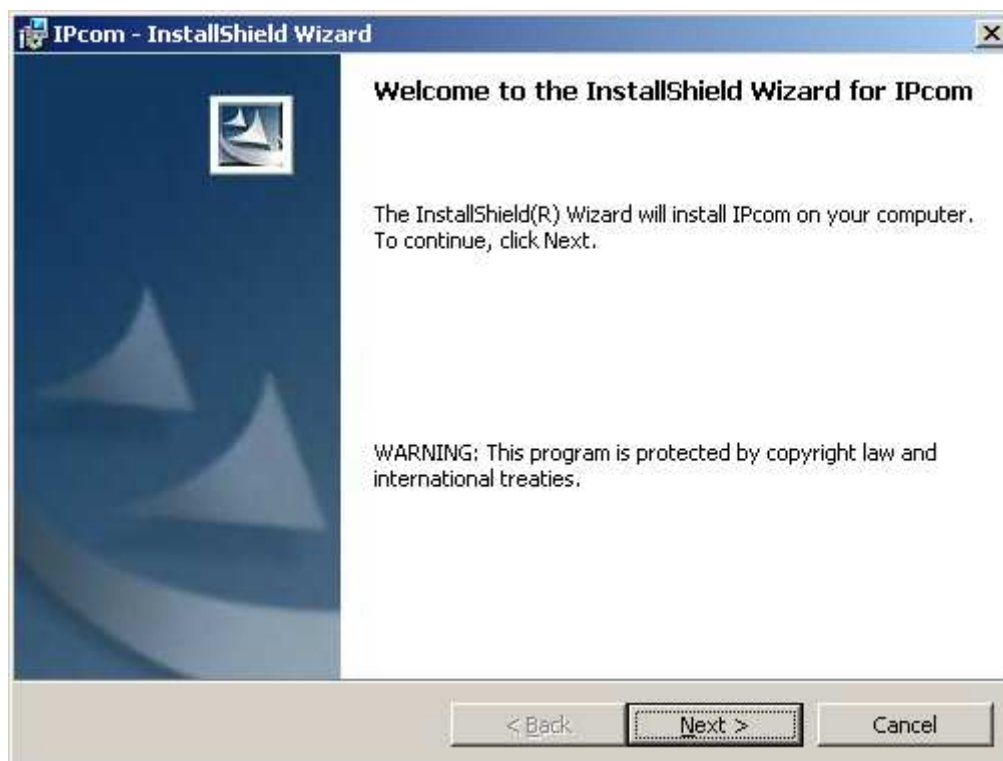 IPcom - InstallShield Wizard
Welcome to the InstallShield Wizard for IPcom
The InstallShield(R) Wizard will install IPcom on your computer.
To continue, click Next.
WARNING: This program is protected by copyright law and
international treaties.
< Back
Next >
Cancel